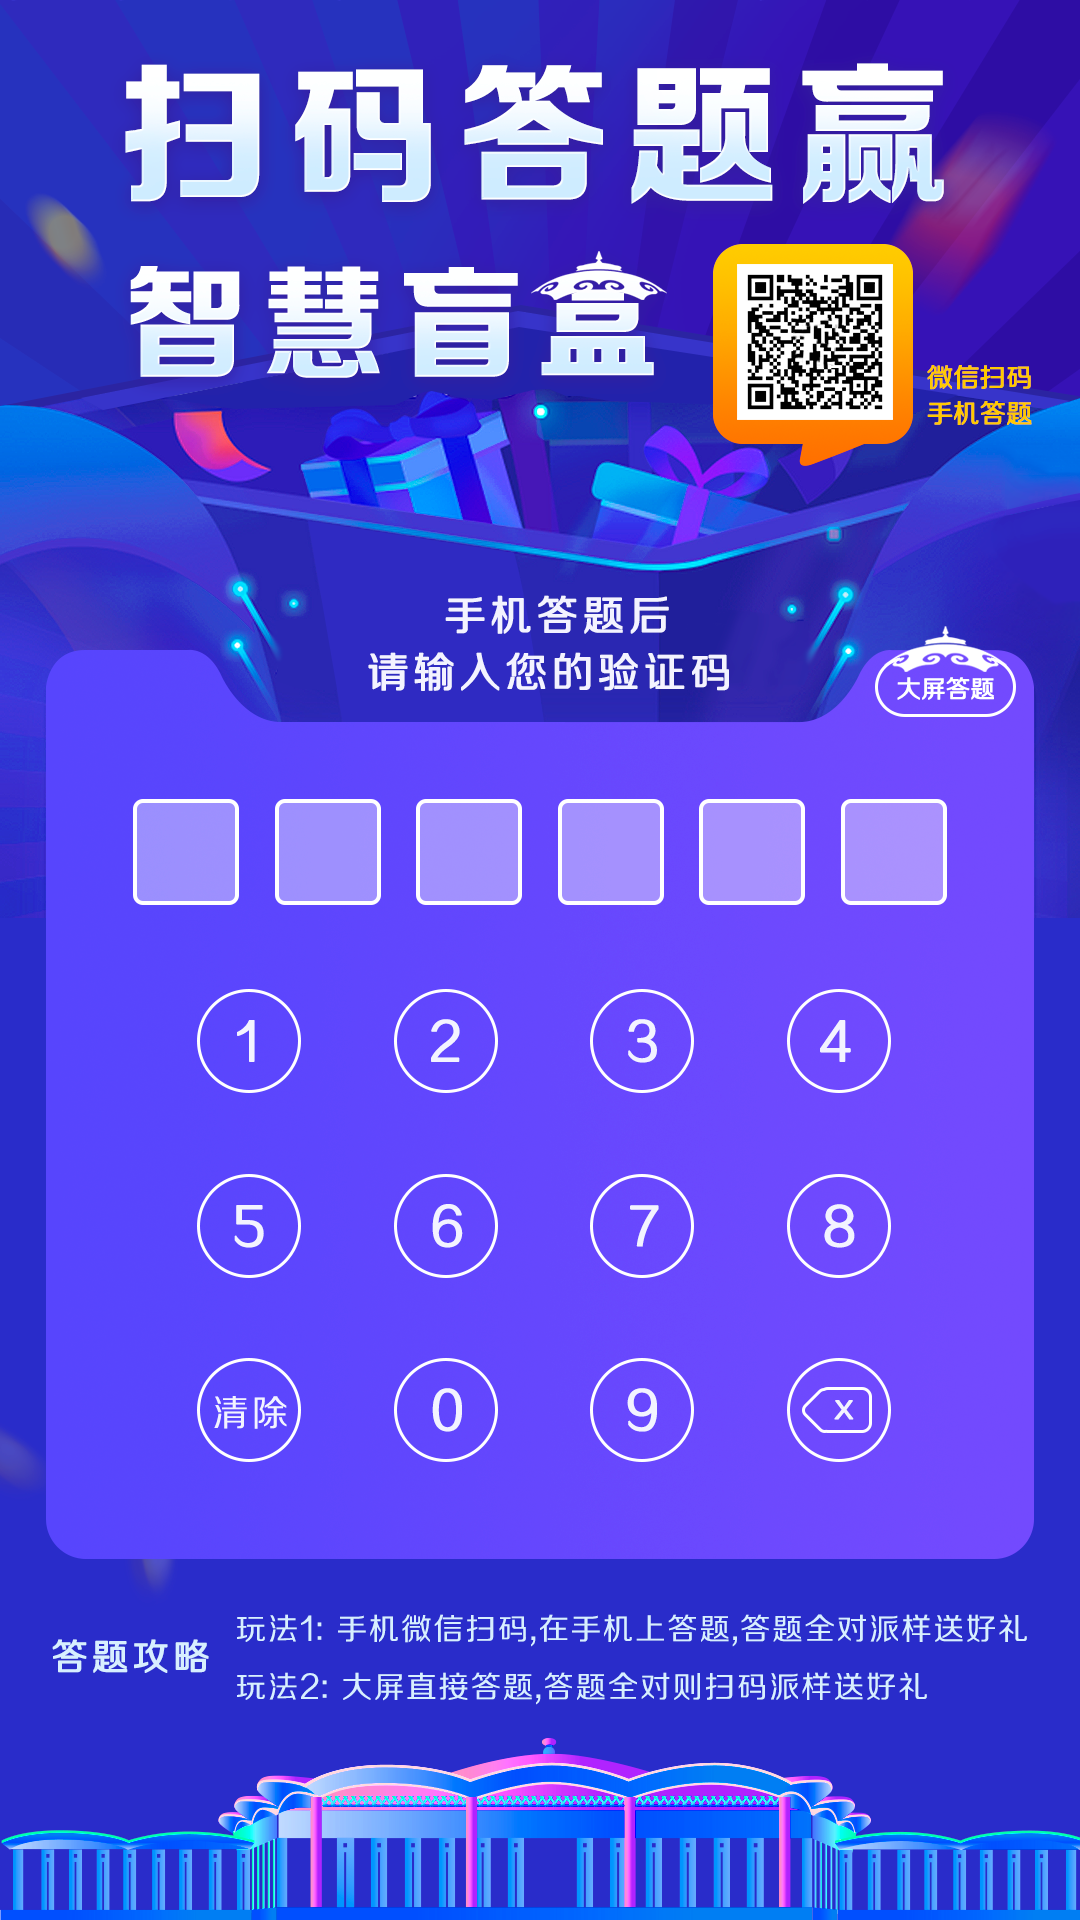 扫码答题赢
智慧盲盒
微信扫码
手机答题
手机答题后
请输入您的验证码
大屏答题
1 2 3 4
5 6 7 8
清除 0 9 X
答题攻略
玩法1: 手机微信扫码,在手机上答题,答题全对派样送好礼
玩法2: 大屏直接答题,答题全对则扫码派样送好礼